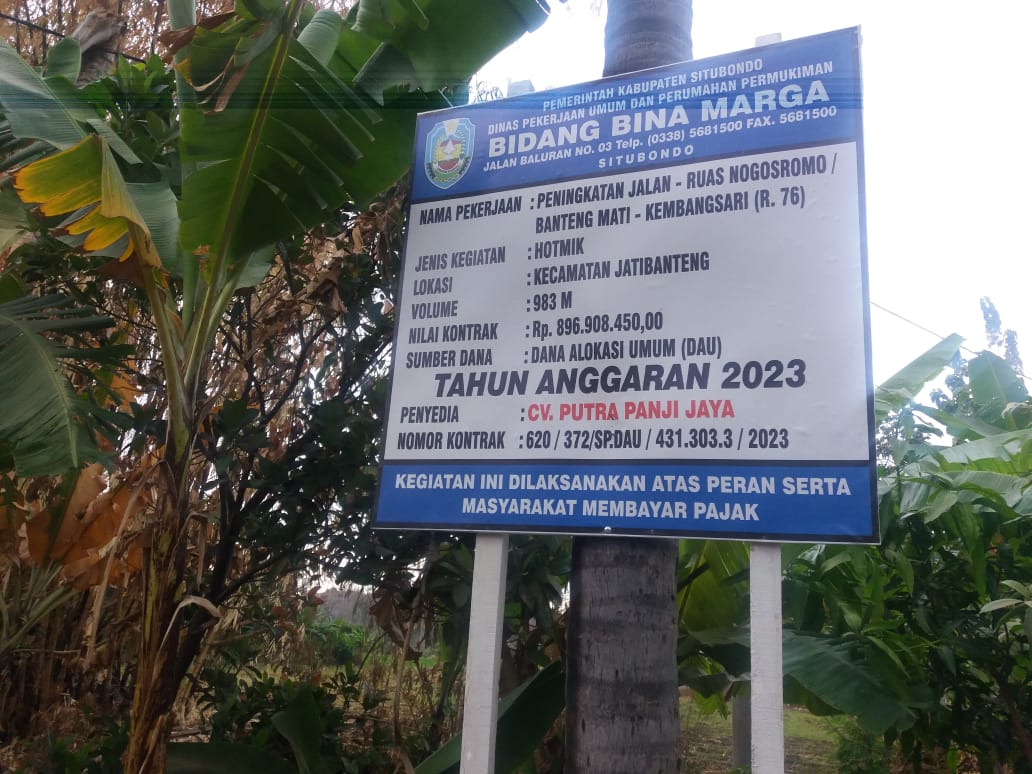 PEMERINTAH KABUPATEN SITUBONDO
DINAS PEKERJAAN UMUM DAN PERUMAHAN PERMUKIMAN
BIDANG BINA MARGA
JALAN BALURAN NO. 03 Telp. (0338) 5681500 FAX. 5681500
SITUBONDO
NAMA PEKERJAAN : PENINGKATAN JALAN - RUAS NOGOSROMO /
BANTENG MATI - KEMBANGSARI (R. 76)
JENIS KEGIATAN : HOTMIK
LOKASI : KECAMATAN JATIBANTENG
VOLUME : 983 M
NILAI KONTRAK : Rp. 896.908.450,00
SUMBER DANA : DANA ALOKASI UMUM (DAU)
TAHUN ANGGARAN 2023
PENYEDIA : CV. PUTRA PANJI JAYA
NOMOR KONTRAK : 620 / 372/SP.DAU / 431.303.3 / 2023
KEGIATAN INI DILAKSANAKAN ATAS PERAN SERTA
MASYARAKAT MEMBAYAR PAJAK